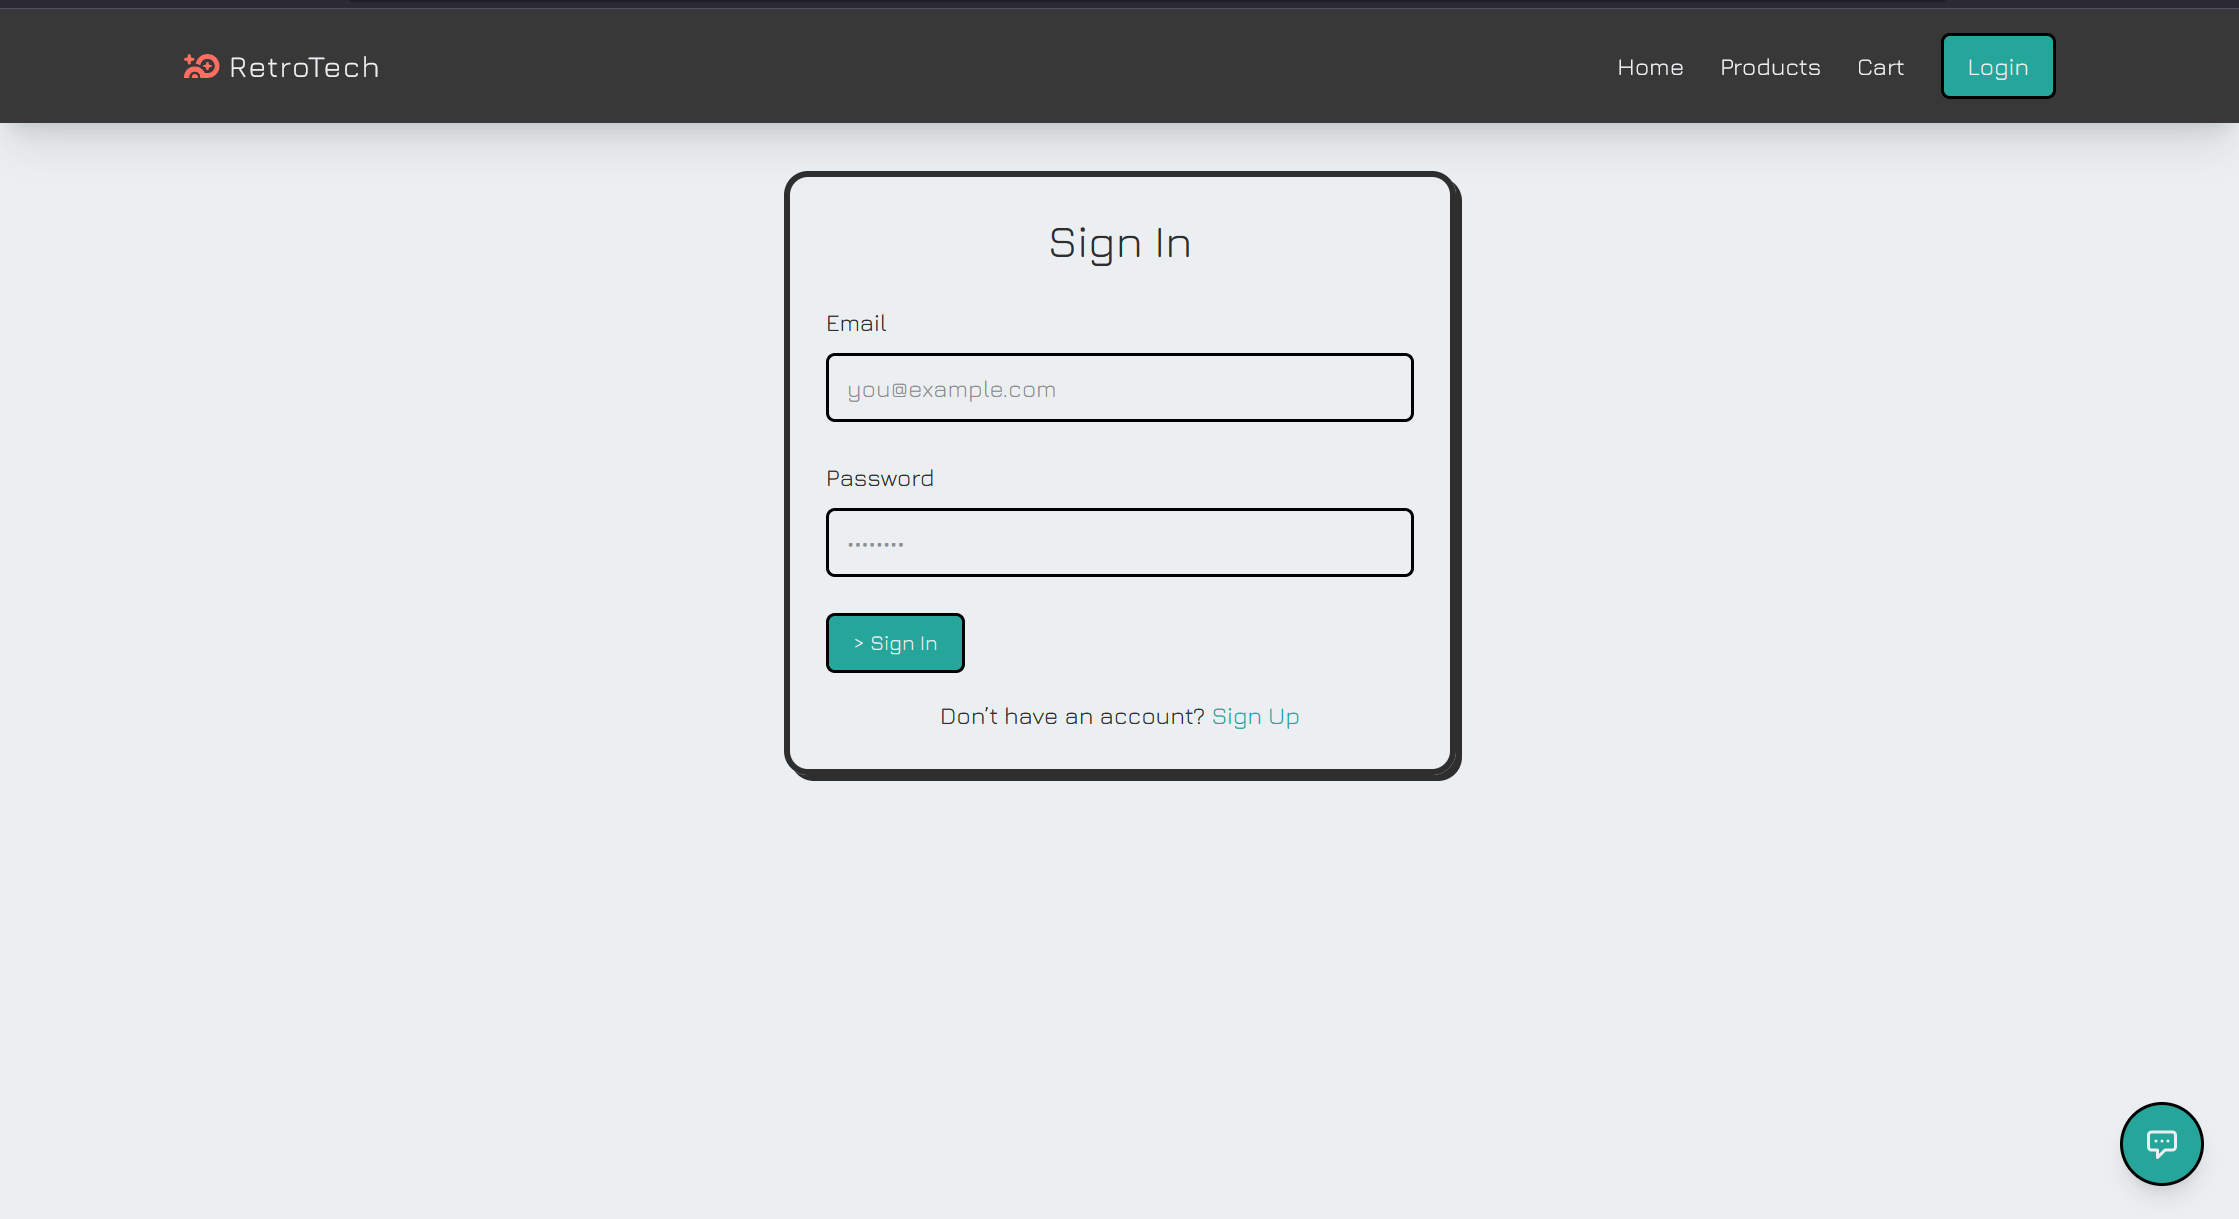 RetroTech
Home Products Cart Login
Sign In
Email
you@example.com
Password
••••••••
> Sign In
Don't have an account? Sign Up